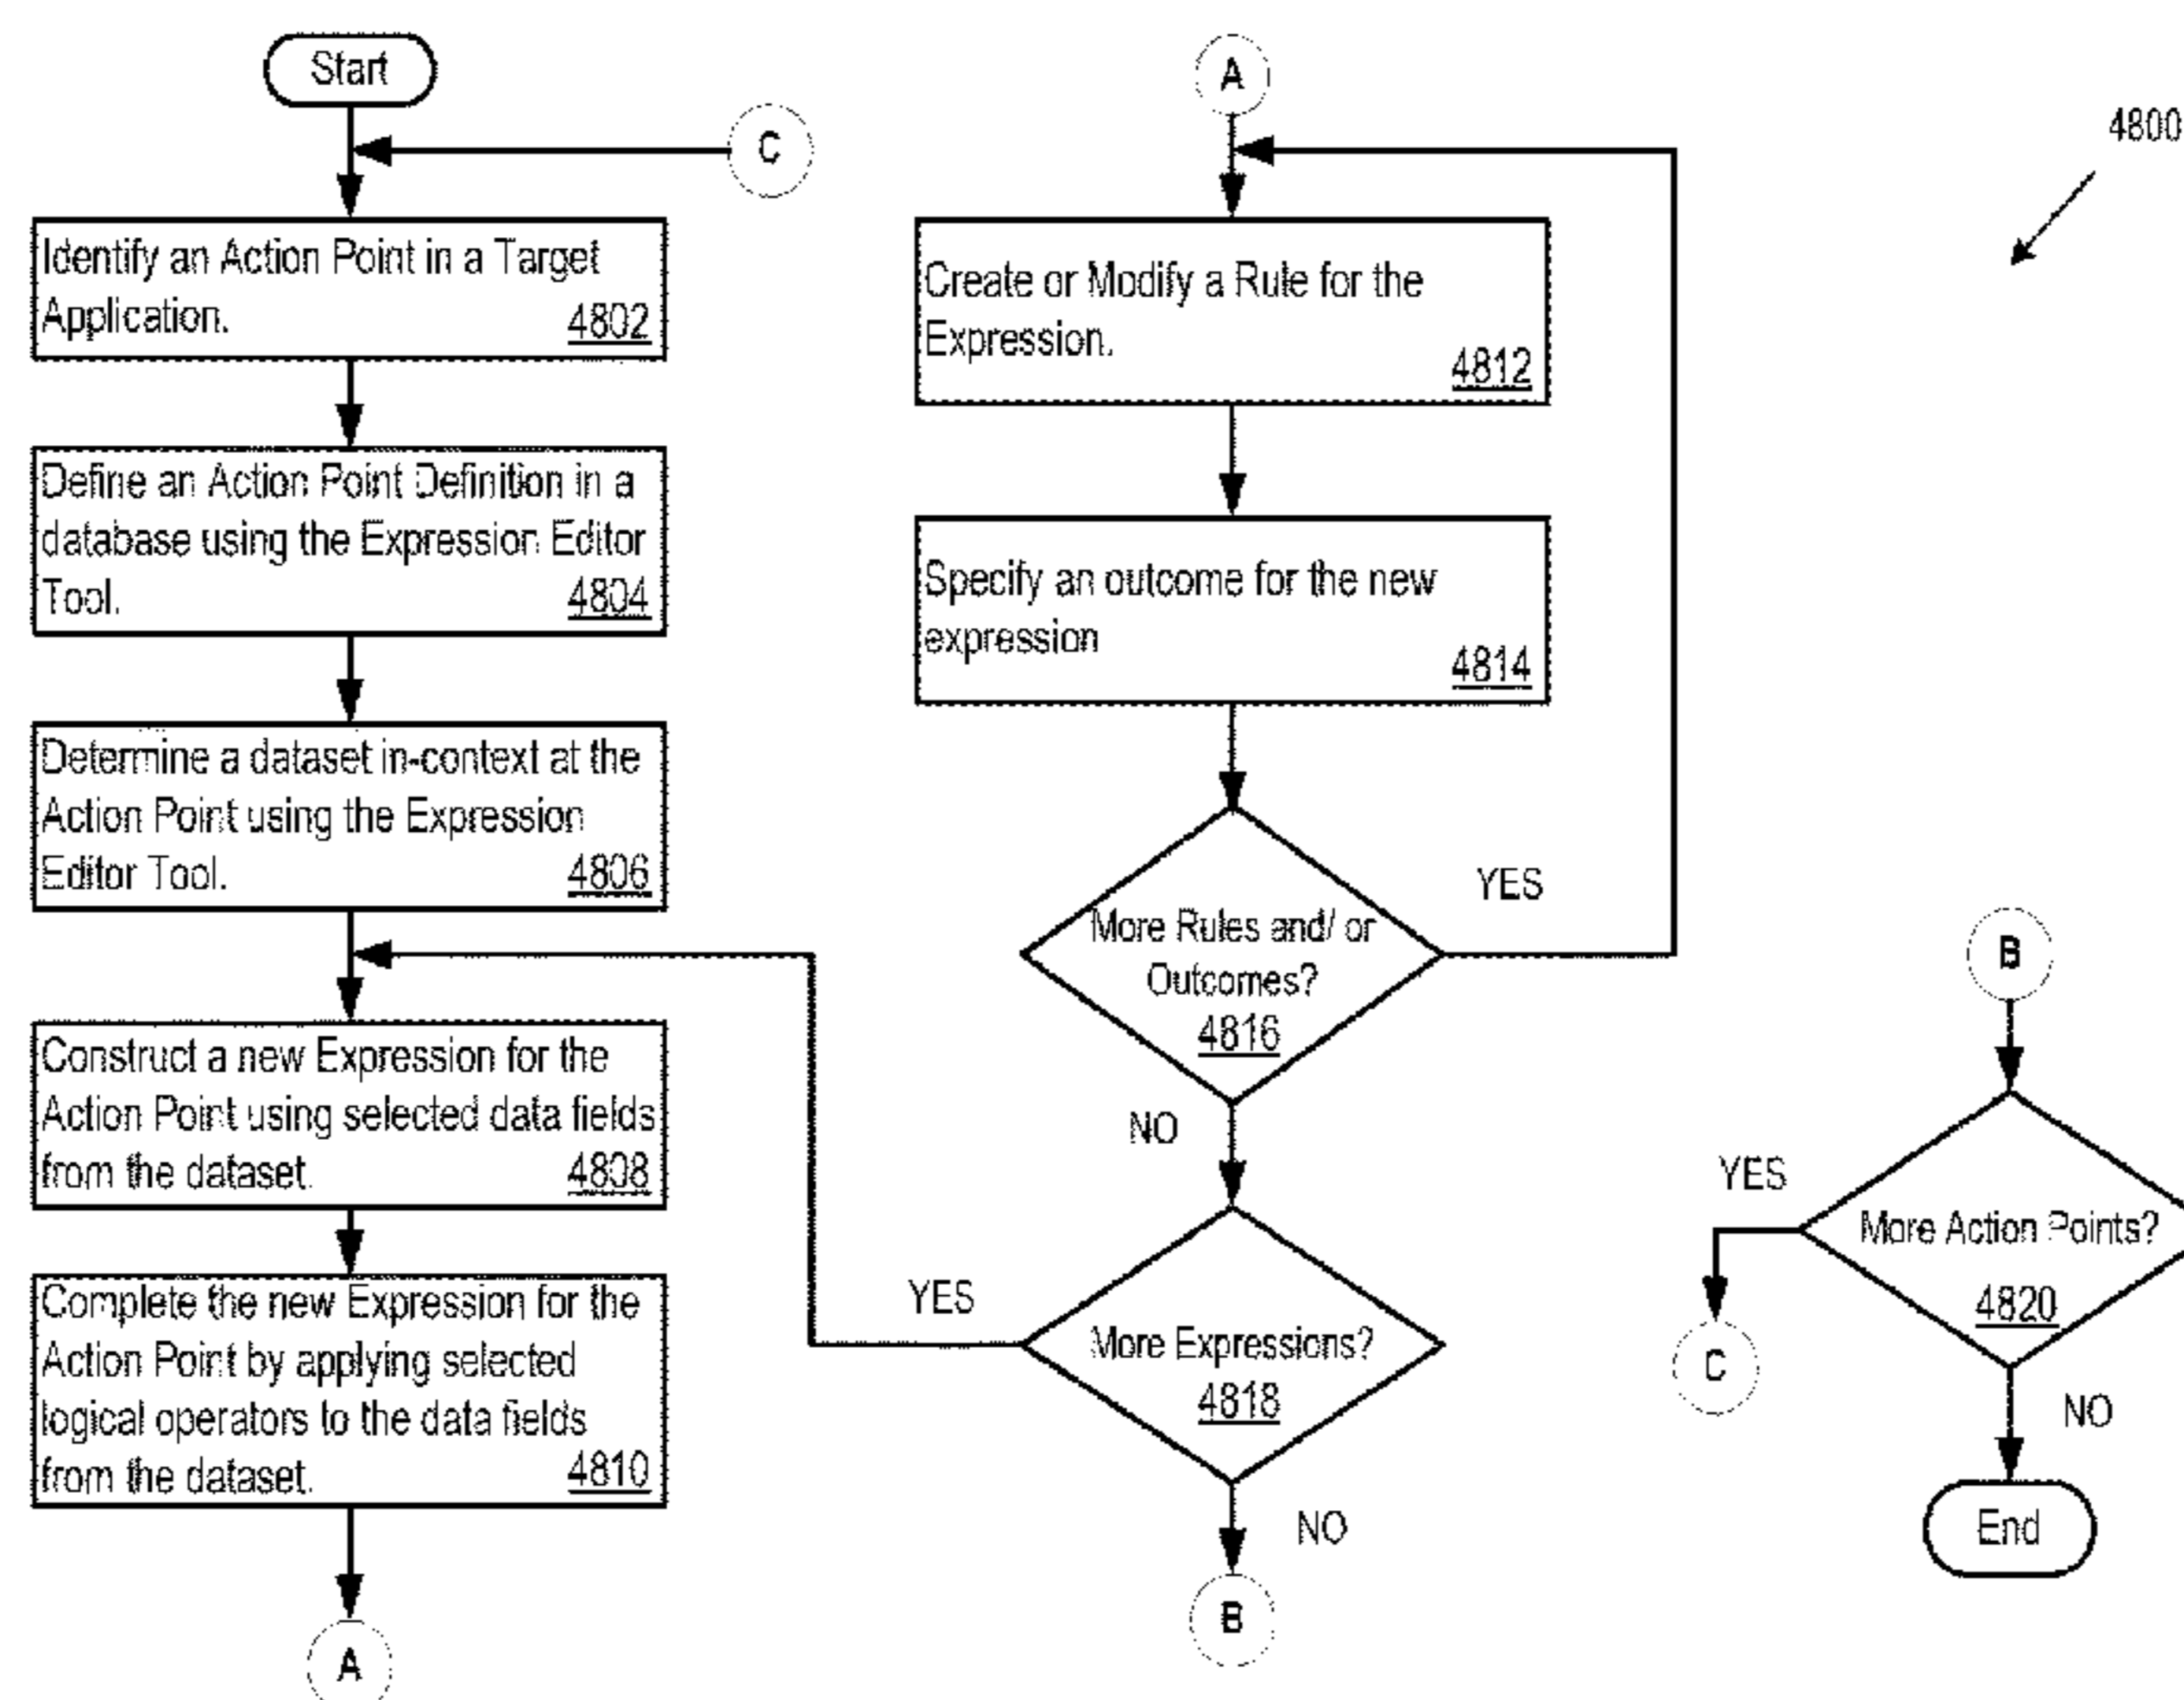 Start
C
Identify an Action Point in a Target
Application.
4802
Define an Action Point Definition in a
database using the Expression Editor
Tool.
4804
Determine a dataset in-context at the
Action Point using the Expression
Editor Tool.
4806
Construct a new Expression for the
Action Point using selected data fields
from the dataset.
4808
Complete the new Expression for the
Action Point by applying selected
logical operators to the data fields
from the dataset.
4810
A
A
Create or Modify a Rule for the
Expression.
4812
Specify an outcome for the new
expression
4814
More Rules and/ or
Outcomes?
4816
YES
NO
More Expressions?
4818
YES
NO
B
4800
B
More Action Points?
4820
YES
C
NO
End